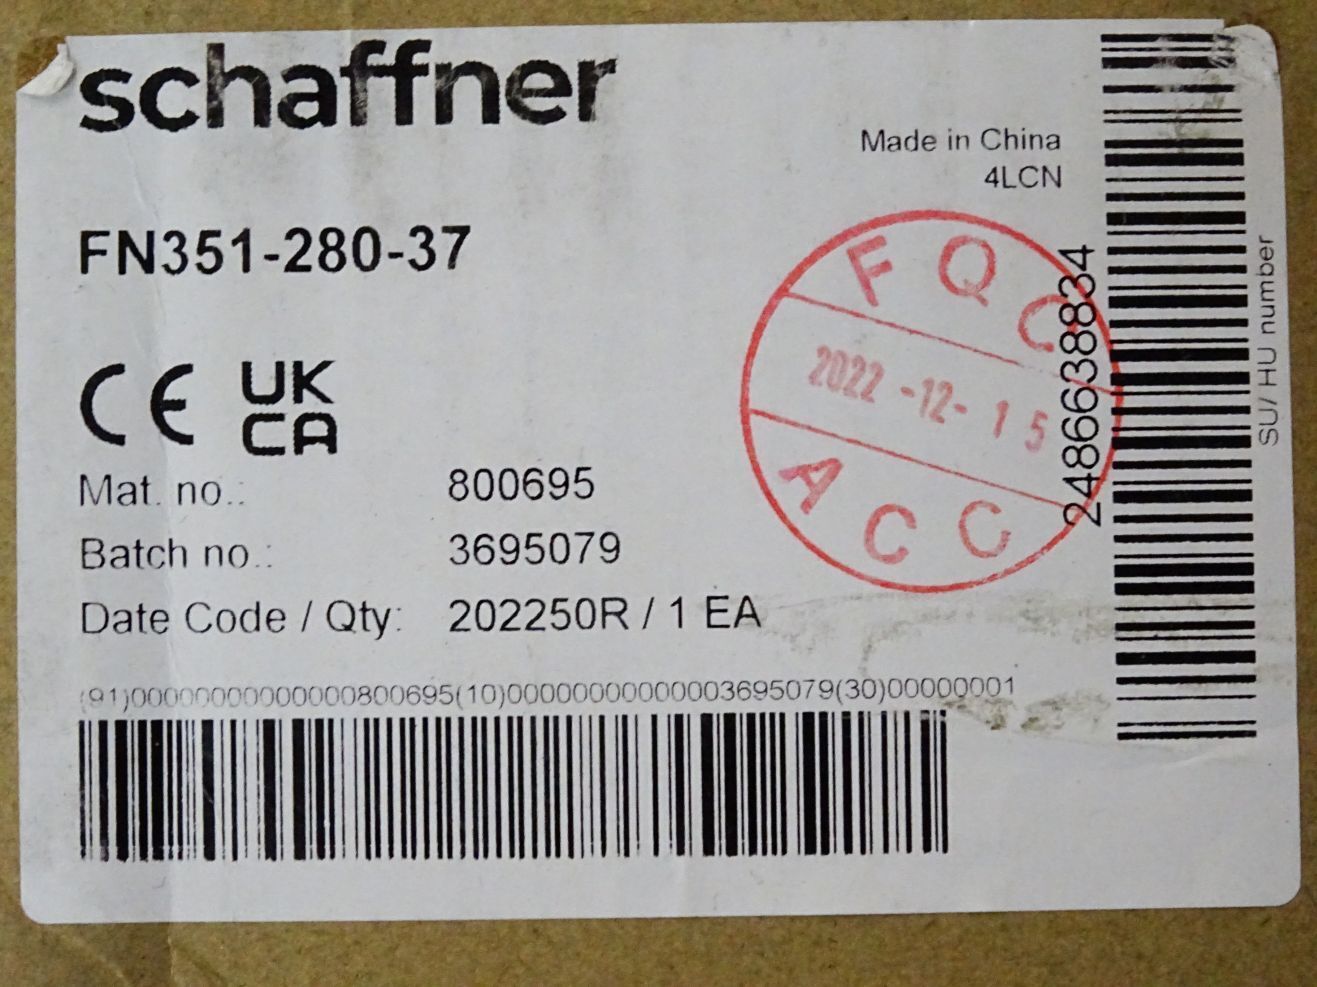 schaffner
Made in China
4LCN
FN351-280-37
FQC
2022-12-15
ACC
CE UK
CA
Mat. no.: 800695
Batch no.: 3695079
Date Code / Qty: 202250R / 1 EA
(91)000000000000000800695(10)00000000000003695079(30)00000001
2486638834
SU/ HU number